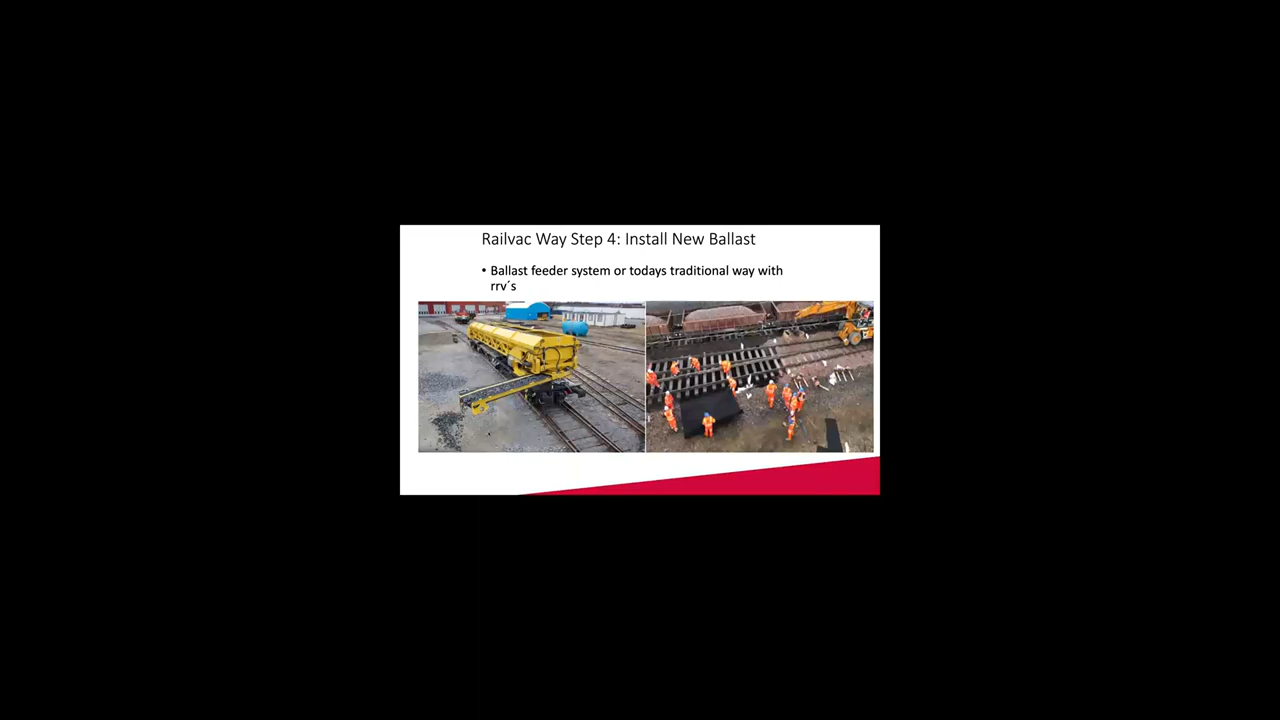 Railvac Way Step 4: Install New Ballast
• Ballast feeder system or todays traditional way with
rrv´s